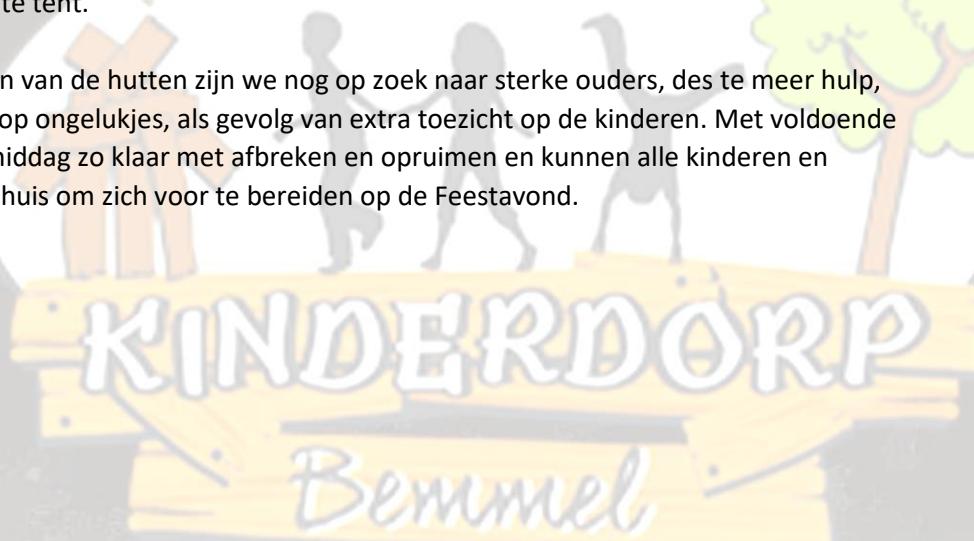 te tent.
n van de hutten zijn we nog op zoek naar sterke ouders, des te meer hulp,
op ongelukjes, als gevolg van extra toezicht op de kinderen. Met voldoende
iddag zo klaar met afbreken en opruimen en kunnen alle kinderen en
huis om zich voor te bereiden op de Feestavond.
KINDERDORP
Bemmel